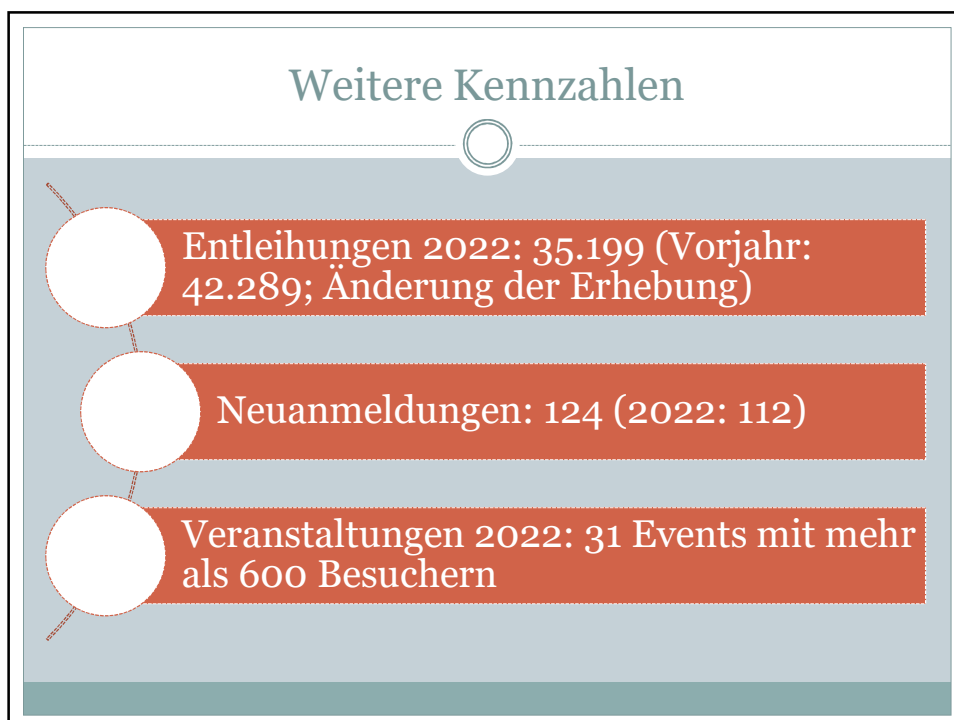 Weitere Kennzahlen
Entleihungen 2022: 35.199 (Vorjahr:
42.289; Änderung der Erhebung)
Neuanmeldungen: 124 (2022: 112)
Veranstaltungen 2022: 31 Events mit mehr
als 600 Besuchern